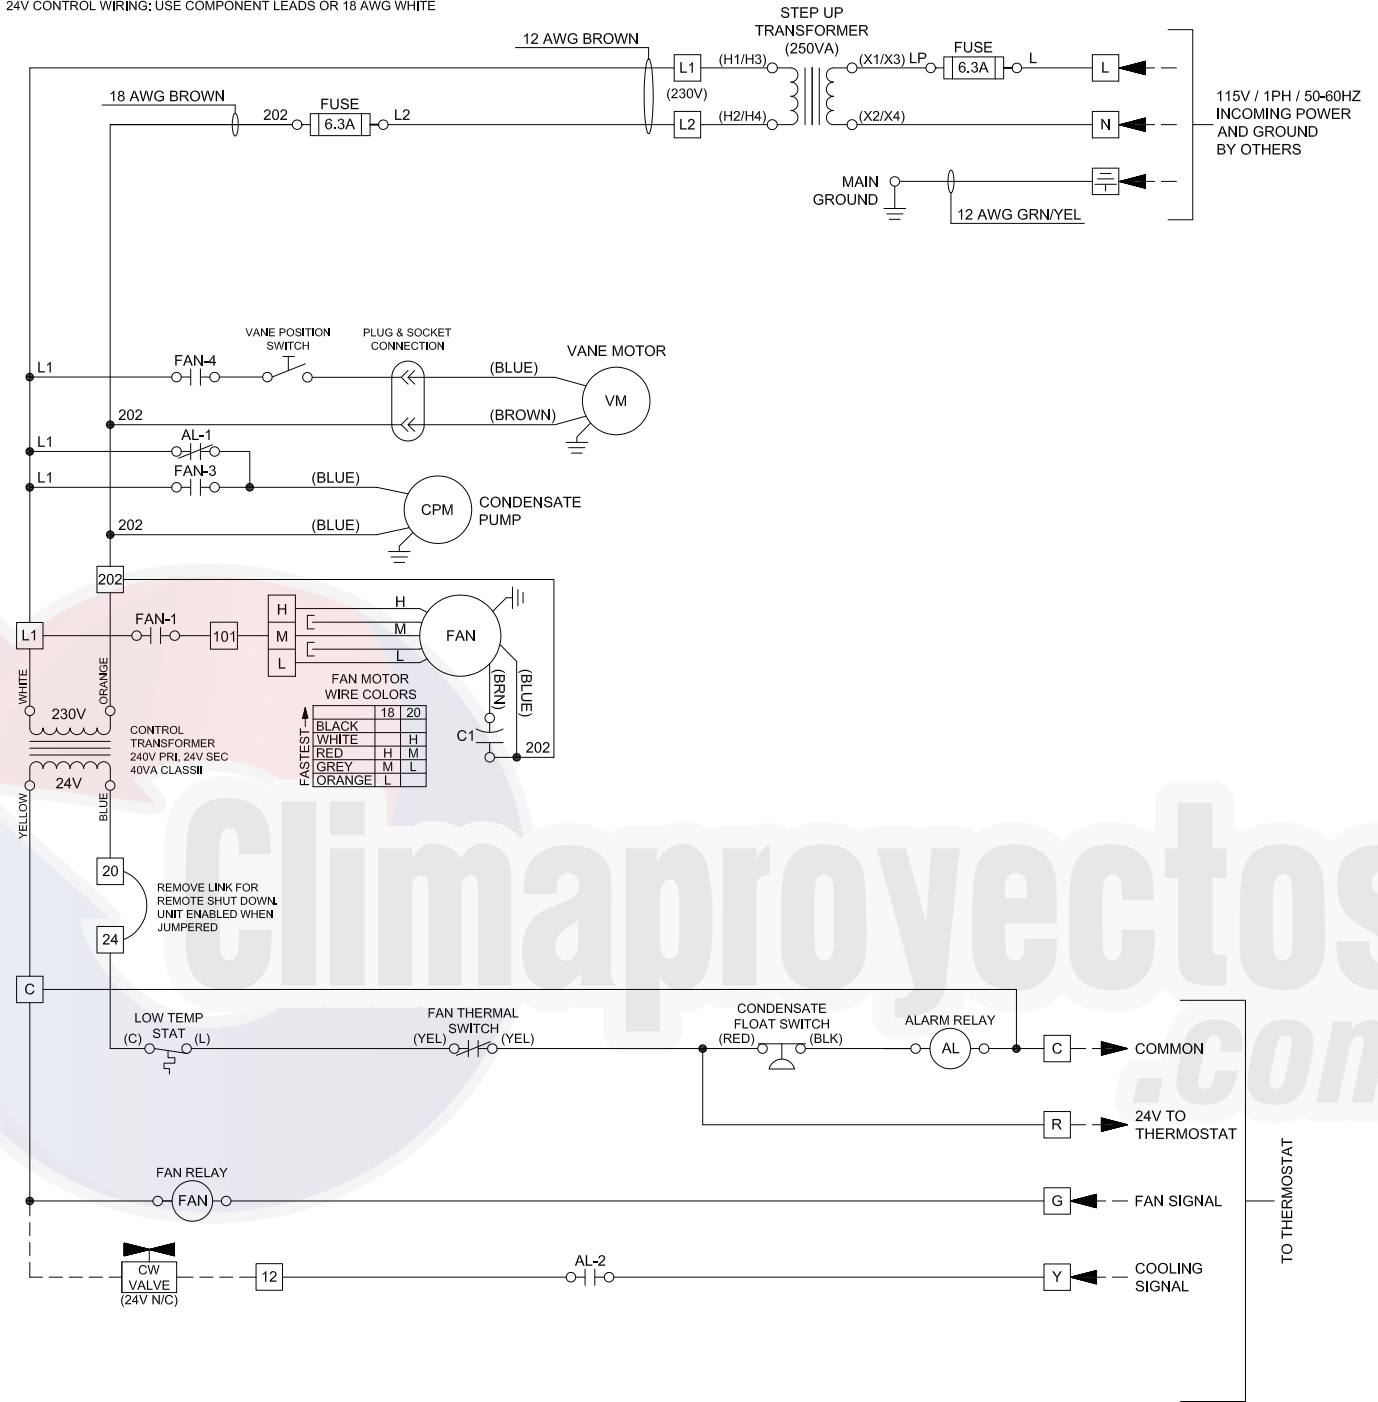 24V CONTROL WIRING: USE COMPONENT LEADS OR 18 AWG WHITE
STEP UP
TRANSFORMER
(250VA)
12 AWG BROWN
L1
(H1/H3)
(X1/X3)
LP
FUSE
6.3A
L
L
(230V)
18 AWG BROWN
202
FUSE
6.3A
L2
L2
(H2/H4)
(X2/X4)
N
115V / 1PH / 50-60HZ
INCOMING POWER
AND GROUND
BY OTHERS
MAIN
GROUND
12 AWG GRN/YEL
VANE POSITION
SWITCH
PLUG & SOCKET
CONNECTION
VANE MOTOR
L1
FAN-4
(BLUE)
VM
202
(BROWN)
L1
AL-1
L1
FAN-3
(BLUE)
CPM
CONDENSATE
PUMP
202
(BLUE)
202
L1
FAN-1
101
H
M
L
H
M
L
FAN
WHITE
ORANGE
FAN MOTOR
WIRE COLORS
(BRN)
(BLUE)
230V
CONTROL
TRANSFORMER
240V PRI, 24V SEC
40VA CLASSII
24V
FASTEST
18 20
BLACK
WHITE H
RED H M
GREY M L
ORANGE L
C1
202
YELLOW
BLUE
20
REMOVE LINK FOR
REMOTE SHUT DOWN.
UNIT ENABLED WHEN
JUMPERED
24
Climaproyectos
.com
C
LOW TEMP
STAT
(C)
(L)
FAN THERMAL
SWITCH
(YEL)
(YEL)
CONDENSATE
FLOAT SWITCH
(RED)
(BLK)
ALARM RELAY
AL
C
COMMON
R
24V TO
THERMOSTAT
FAN RELAY
FAN
G
FAN SIGNAL
TO THERMOSTAT
CW
VALVE
(24V N/C)
12
AL-2
Y
COOLING
SIGNAL